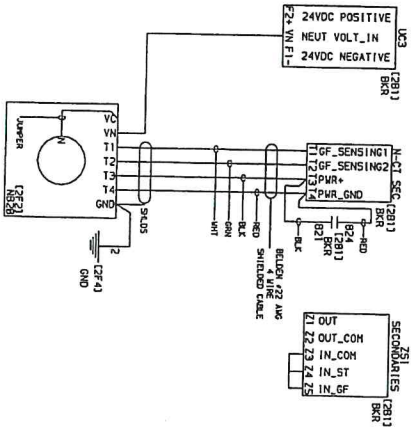 UC3
[2B1]
BKR
F2+ 24VDC POSITIVE
VN NEUT VOLT_IN
F1- 24VDC NEGATIVE
N-CT SEC
[2B1]
BKR
T1 GF_SENSING1
T2 GF_SENSING2
T3 PWR+
T4 PWR_GND
RED
B24
[2B1]
BKR
B21
BLK
VC
VN
T1
T2
T3
T4
GND
N
JUMPER
[2F2]
N82B
SHLDS
WHT
GRN
BLK
RED
BELDEN #22 AWG
4 WIRE
SHIELDED CABLE
2
[2F4]
GND
ZSI
SECONDARIES
[2B1]
BKR
Z1 OUT
Z2 OUT_COM
Z3 IN_COM
Z4 IN_ST
Z5 IN_GF